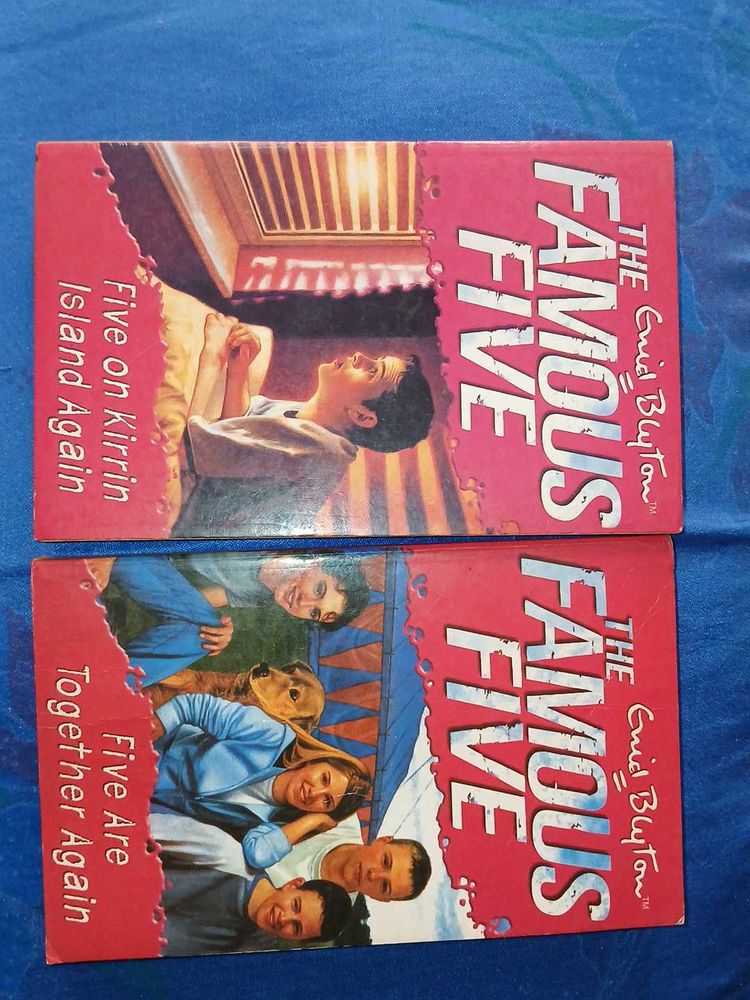 THE
FAMOUS
FIVE
Enid Blyton™
Five on Kirrin
Island Again
THE
FAMOUS
FIVE
Enid Blyton™
Five Are
Together Again